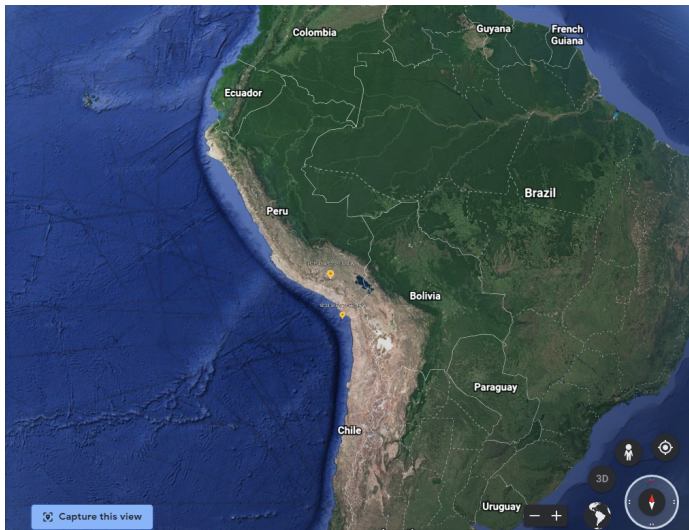 Colombia
Guyana
French
Guiana
Ecuador
Brazil
Peru
Bolivia
Paraguay
Chile
Uruguay
3D
Capture this view